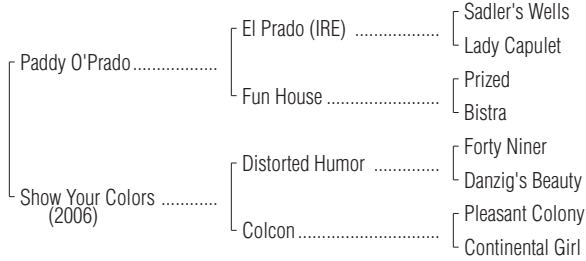 Sadler's Wells
El Prado (IRE) ..................
Lady Capulet
Paddy O'Prado..................
Prized
Fun House ........................
Bistra
Forty Niner
Distorted Humor ..............
Danzig's Beauty
Show Your Colors ............
(2006)
Pleasant Colony
Colcon..............................
Continental Girl